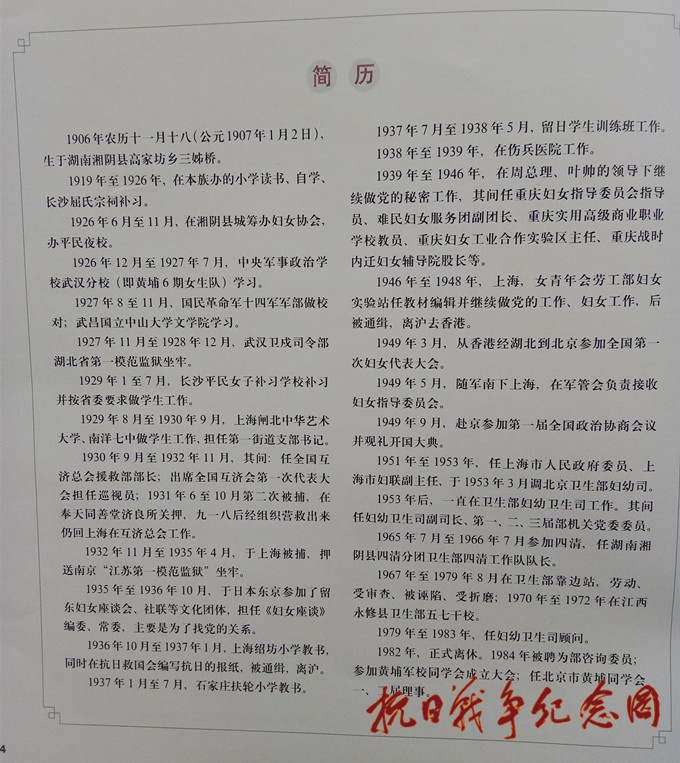 简历
1906年农历十一月十八(公元1907年1月2日),
生于湖南湘阴县高家坊乡三姊桥。
1919年至1926年,在本族办的小学读书、自学、
长沙屈氏宗祠补习。
1926年6月至11月,在湘阴县城筹办妇女协会,
办平民夜校。
1926年12月至1927年7月,中央军事政治学
校武汉分校(即黄埔6期女生队)学习。
1927年8至11月,国民革命军十四军军部做校
对;武昌国立中山大学文学院学习。
1927年11月至1928年12月,武汉卫戍司令部
湖北省第一模范监狱坐牢。
1929年1至7月,长沙平民女子补习学校补习
并按省委要求做学生工作。
1929年8月至1930年9月,上海闸北中华艺术
大学、南洋七中做学生工作,担任第一街道支部书记。
1930年9月至1932年11月,其间:任全国互
济总会援救部部长;出席全国互济会第一次代表大
会担任巡视员;1931年6至10月第二次被捕,在
奉天同善堂济良所关押,九一八后经组织营救出来
仍回上海在互济总会工作。
1932年11月至1935年4月,于上海被捕,押
送南京“江苏第一模范监狱”坐牢。
1935年至1936年10月,于日本东京参加了留
东妇女座谈会、社联等文化团体,担任《妇女座谈》
编委,常委,主要是为了找党的关系。
1936年10月至1937年1月,上海绍坊小学教书,
同时在抗日救国会编写抗日的报纸,被通缉,离沪。
1937年1月至7月,石家庄扶轮小学教书。
1937年7月至1938年5月,留日学生训练班工作。
1938年至1939年,在伤兵医院工作。
1939年至1946年,在周总理、叶帅的领导下继
续做党的秘密工作,其间任重庆妇女指导委员会指导
员、难民妇女服务团副团长、重庆实用高级商业职业
学校教员、重庆妇女工业合作实验区主任、重庆战时
内迁妇女辅导院股长等。
1946年至1948年,上海,女青年会劳工部妇女
实验站任教材编辑并继续做党的工作、妇女工作,后
被通缉,离沪去香港。
1949年3月,从香港经湖北到北京参加全国第一
次妇女代表大会。
1949年5月,随军南下上海,在军管会负责接收
妇女指导委员会。
1949年9月,赴京参加第一届全国政治协商会议
并观礼开国大典。
1951年至1953年,任上海市人民政府委员、上
海市妇联副主任,于1953年3月调北京卫生部妇幼司。
1953年后,一直在卫生部妇幼卫生司工作。其间
任妇幼卫生司副司长、第一、二、三届部机关党委委员。
1965年7月至1966年7月参加四清,任湖南湘
阴县四清分团卫生部四清工作队队长。
1967年至1979年8月在卫生部靠边站,劳动、
受审查、被诬陷、受折磨;1970年至1972年在江西
永修县卫生部五七干校。
1979年至1983年,任妇幼卫生司顾问。
1982年,正式离休。1984年被聘为部咨询委员;
参加黄埔军校同学会成立大会;任北京市黄埔同学会
一、二届理事。
抗日战争纪念网
4